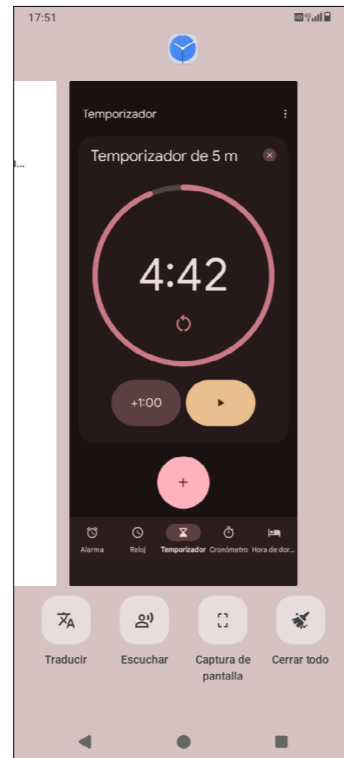 17:51
Temporizador
Temporizador de 5 m
4:42
+1:00
Alarma
Reloj
Temporizador
Cronómetro
Hora de dor...
Traducir
Escuchar
Captura de
pantalla
Cerrar todo